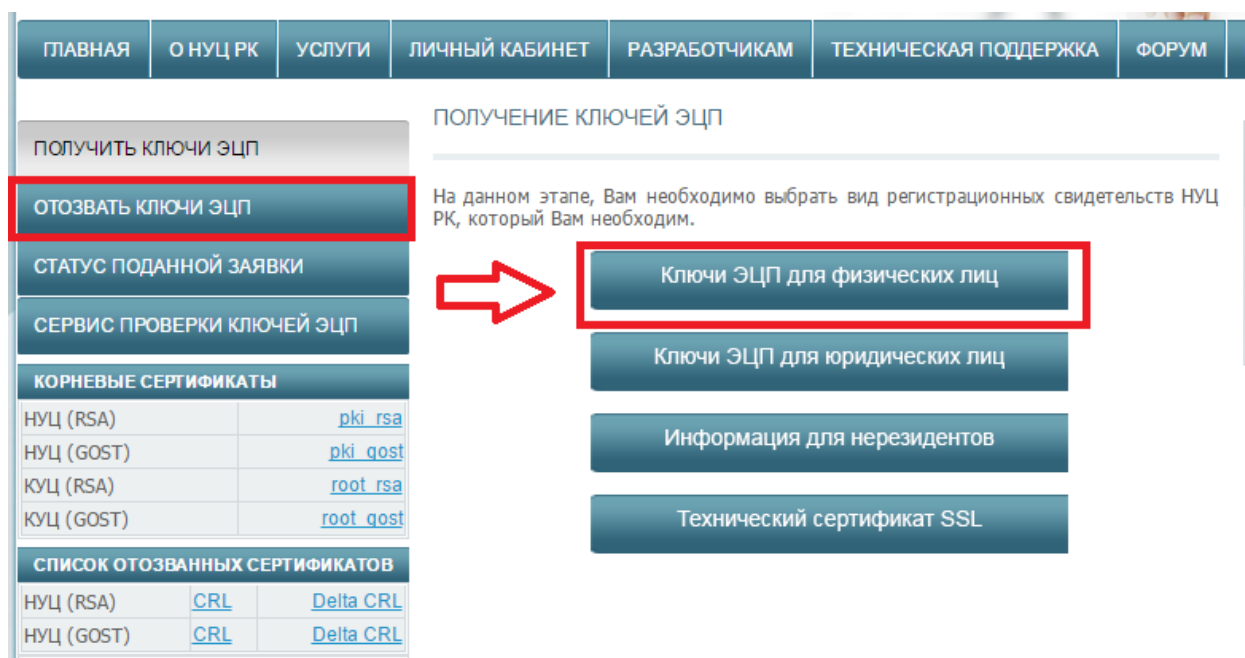 ГЛАВНАЯ О НУЦ РК УСЛУГИ ЛИЧНЫЙ КАБИНЕТ РАЗРАБОТЧИКАМ ТЕХНИЧЕСКАЯ ПОДДЕРЖКА ФОРУМ
ПОЛУЧИТЬ КЛЮЧИ ЭЦП
ОТОЗВАТЬ КЛЮЧИ ЭЦП
СТАТУС ПОДАННОЙ ЗАЯВКИ
СЕРВИС ПРОВЕРКИ КЛЮЧЕЙ ЭЦП
КОРНЕВЫЕ СЕРТИФИКАТЫ
НУЦ (RSA) pki_rsa
НУЦ (GOST) pki_gost
КУЦ (RSA) root_rsa
КУЦ (GOST) root_gost
СПИСОК ОТОЗВАННЫХ СЕРТИФИКАТОВ
НУЦ (RSA) CRL Delta CRL
НУЦ (GOST) CRL Delta CRL
ПОЛУЧЕНИЕ КЛЮЧЕЙ ЭЦП
На данном этапе, Вам необходимо выбрать вид регистрационных свидетельств НУЦ
РК, который Вам необходим.
Ключи ЭЦП для физических лиц
Ключи ЭЦП для юридических лиц
Информация для нерезидентов
Технический сертификат SSL